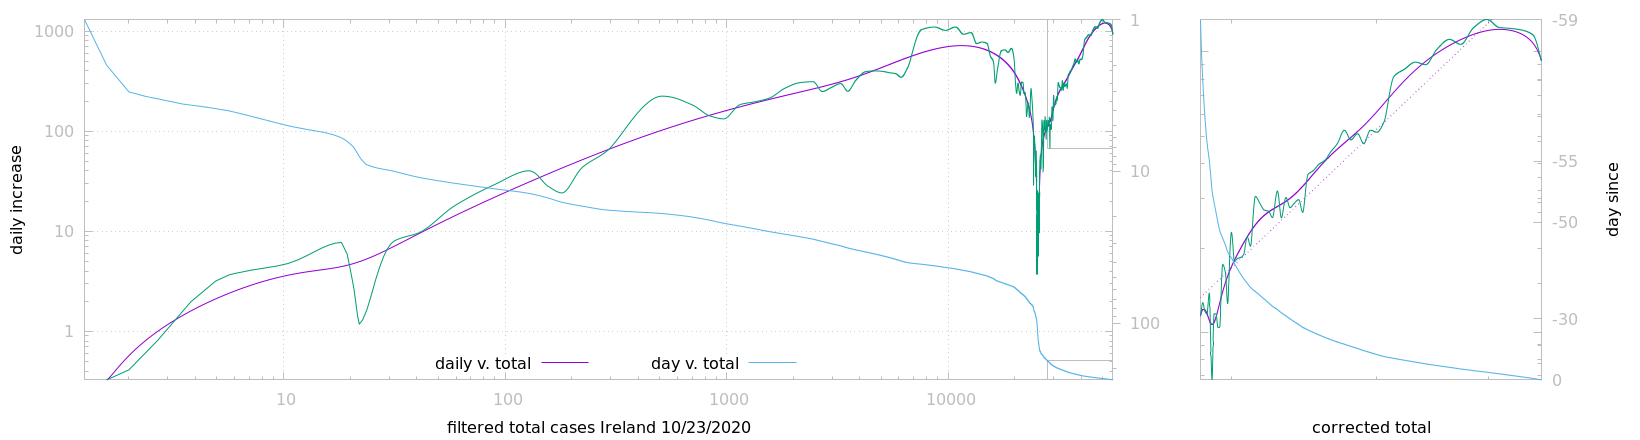 daily increase
1000
100
10
1
10
100
1000
10000
filtered total cases Ireland 10/23/2020
daily v. total
day v. total
1
10
100
corrected total
-59
-55
-50
-30
0
day since